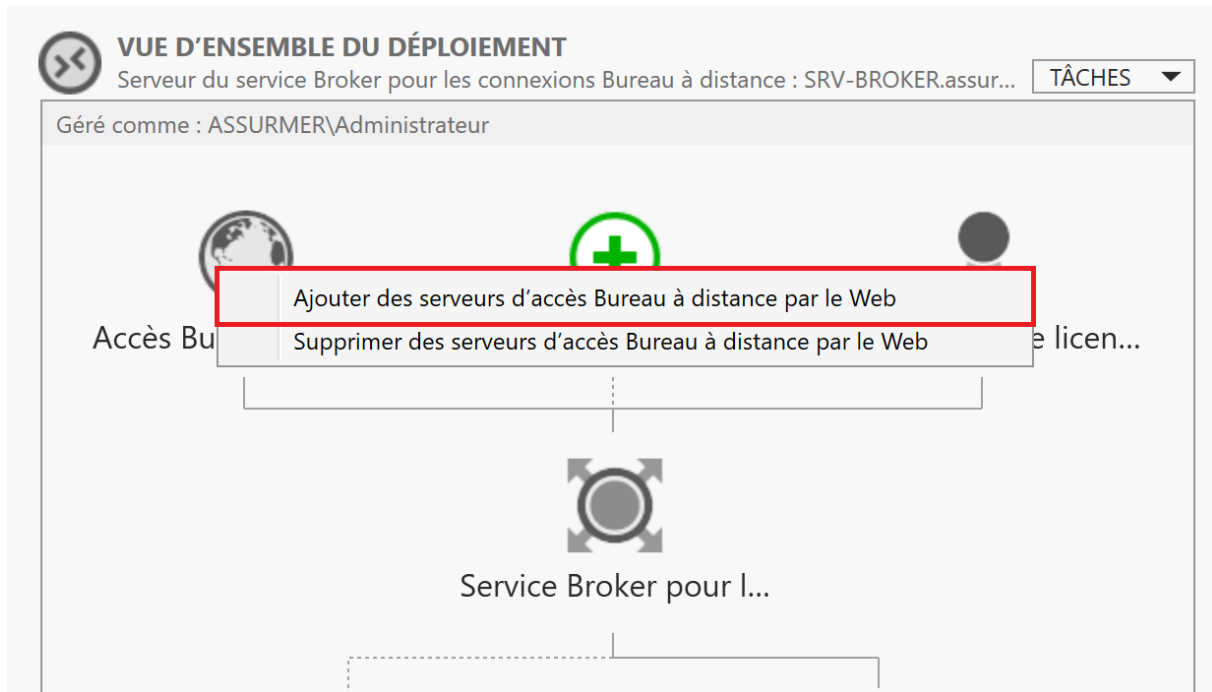 VUE D’ENSEMBLE DU DÉPLOIEMENT
Serveur du service Broker pour les connexions Bureau à distance : SRV-BROKER.assur...
TÂCHES
Géré comme : ASSURMER\Administrateur
Ajouter des serveurs d’accès Bureau à distance par le Web
Accès Bu
e licen...
Supprimer des serveurs d’accès Bureau à distance par le Web
Service Broker pour l...